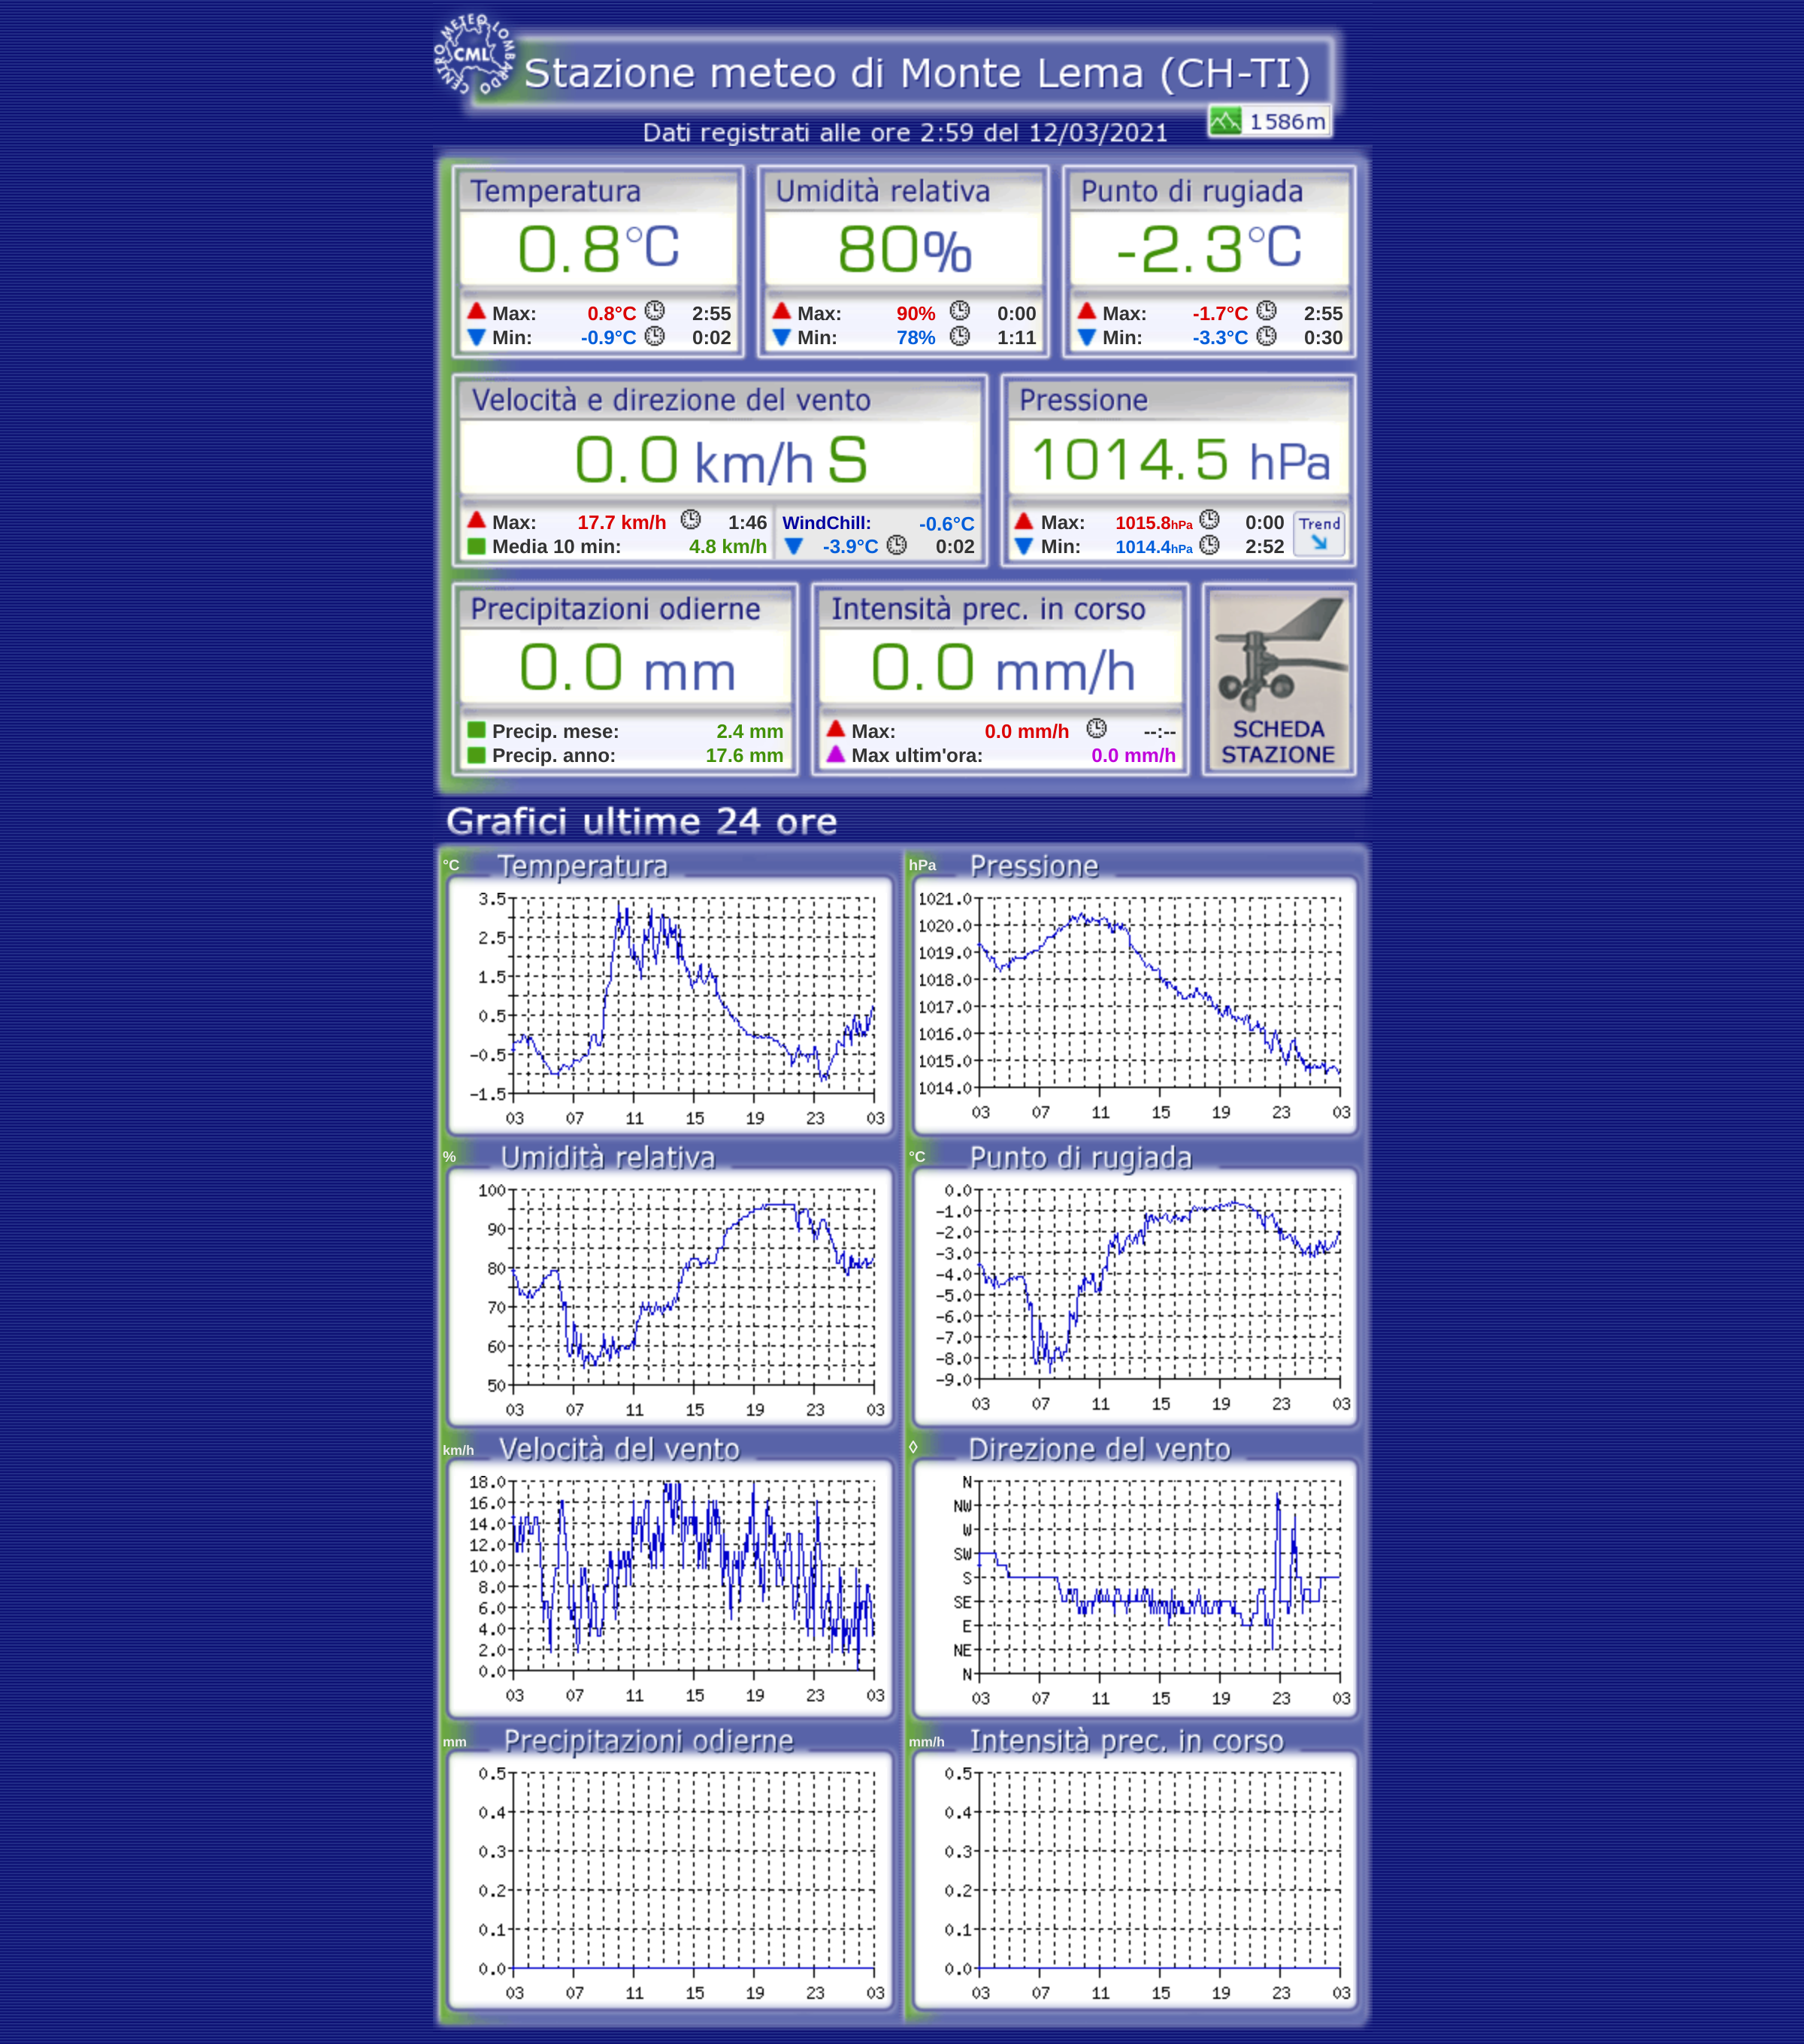 CENTRO METEO LOMBARDO
CML
Stazione meteo di Monte Lema (CH-TI)
1586m
Dati registrati alle ore 2:59 del 12/03/2021
Temperatura
0.8°C
Max: 0.8°C 2:55
Min: -0.9°C 0:02
Umidità relativa
80%
Max: 90% 0:00
Min: 78% 1:11
Punto di rugiada
-2.3°C
Max: -1.7°C 2:55
Min: -3.3°C 0:30
Velocità e direzione del vento
0.0 km/h S
Max: 17.7 km/h 1:46
Media 10 min: 4.8 km/h
WindChill: -0.6°C
-3.9°C 0:02
Pressione
1014.5 hPa
Max: 1015.8hPa 0:00
Min: 1014.4hPa 2:52
Trend
Precipitazioni odierne
0.0 mm
Precip. mese: 2.4 mm
Precip. anno: 17.6 mm
Intensità prec. in corso
0.0 mm/h
Max: 0.0 mm/h --:--
Max ultim'ora: 0.0 mm/h
SCHEDA
STAZIONE
Grafici ultime 24 ore
°C Temperatura
3.5
2.5
1.5
0.5
-0.5
-1.5
03 07 11 15 19 23 03
hPa Pressione
1021.0
1020.0
1019.0
1018.0
1017.0
1016.0
1015.0
1014.0
03 07 11 15 19 23 03
% Umidità relativa
100
90
80
70
60
50
03 07 11 15 19 23 03
°C Punto di rugiada
0.0
-1.0
-2.0
-3.0
-4.0
-5.0
-6.0
-7.0
-8.0
-9.0
03 07 11 15 19 23 03
km/h Velocità del vento
18.0
16.0
14.0
12.0
10.0
8.0
6.0
4.0
2.0
0.0
03 07 11 15 19 23 03
◊ Direzione del vento
N
NW
W
SW
S
SE
E
NE
N
03 07 11 15 19 23 03
mm Precipitazioni odierne
0.5
0.4
0.3
0.2
0.1
0.0
03 07 11 15 19 23 03
mm/h Intensità prec. in corso
0.5
0.4
0.3
0.2
0.1
0.0
03 07 11 15 19 23 03